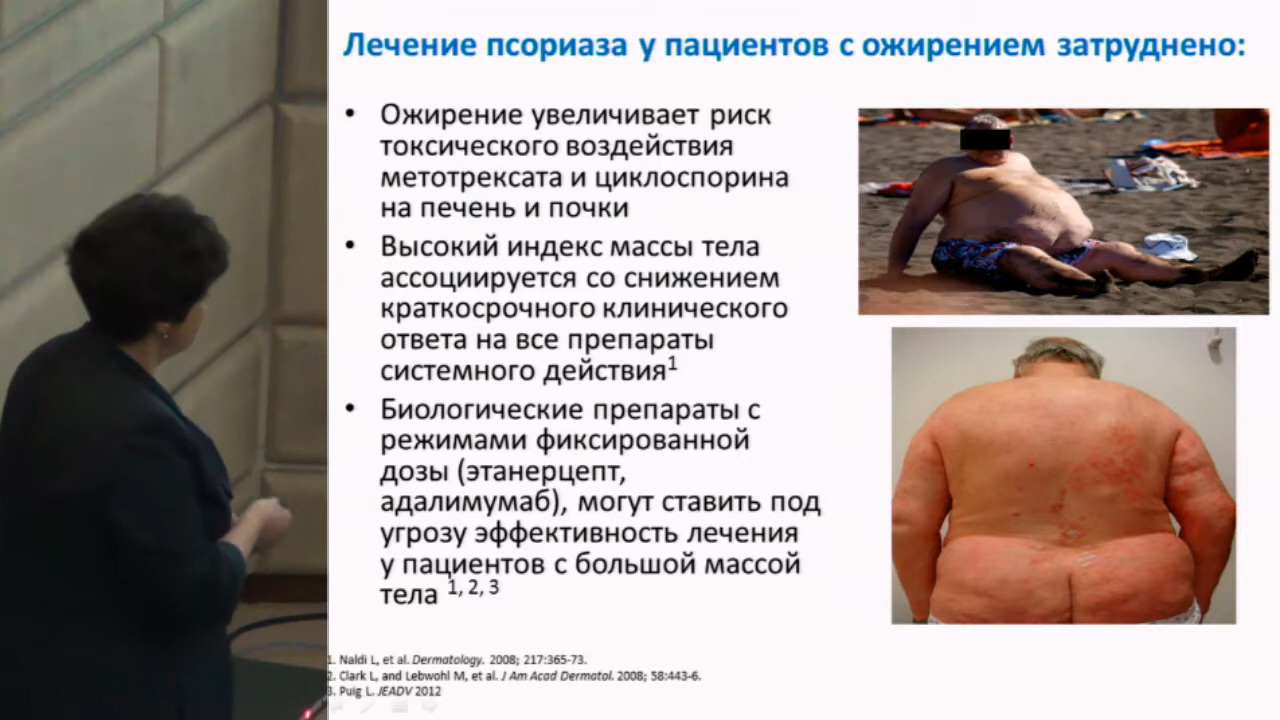 Лечение псориаза у пациентов с ожирением затруднено:
• Ожирение увеличивает риск
токсического воздействия
метотрексата и циклоспорина
на печень и почки
• Высокий индекс массы тела
ассоциируется со снижением
краткосрочного клинического
ответа на все препараты
системного действия1
• Биологические препараты с
режимами фиксированной
дозы (этанерцепт,
адалимумаб), могут ставить под
угрозу эффективность лечения
у пациентов с большой массой
тела 1, 2, 3
1. Naldi L, et al. Dermatology. 2008; 217:365-73.
2. Clark L, and Lebwohl M, et al. J Am Acad Dermatol. 2008; 58:443-6.
3. Puig L. JEADV 2012